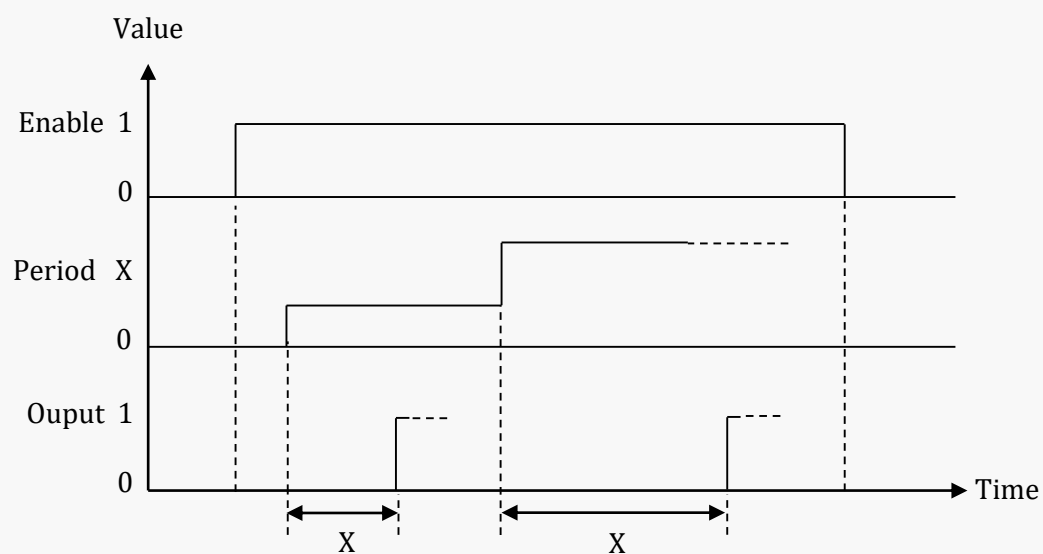 Value
Enable 1
0
Period X
0
Ouput 1
0
Time
X
X